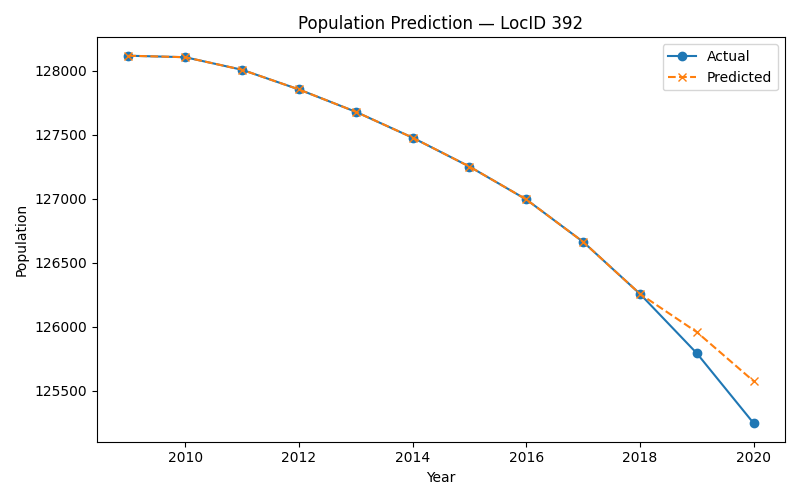 Population Prediction — LocID 392
Actual
Predicted
128000
127500
127000
126500
126000
125500
Population
2010 2012 2014 2016 2018 2020
Year